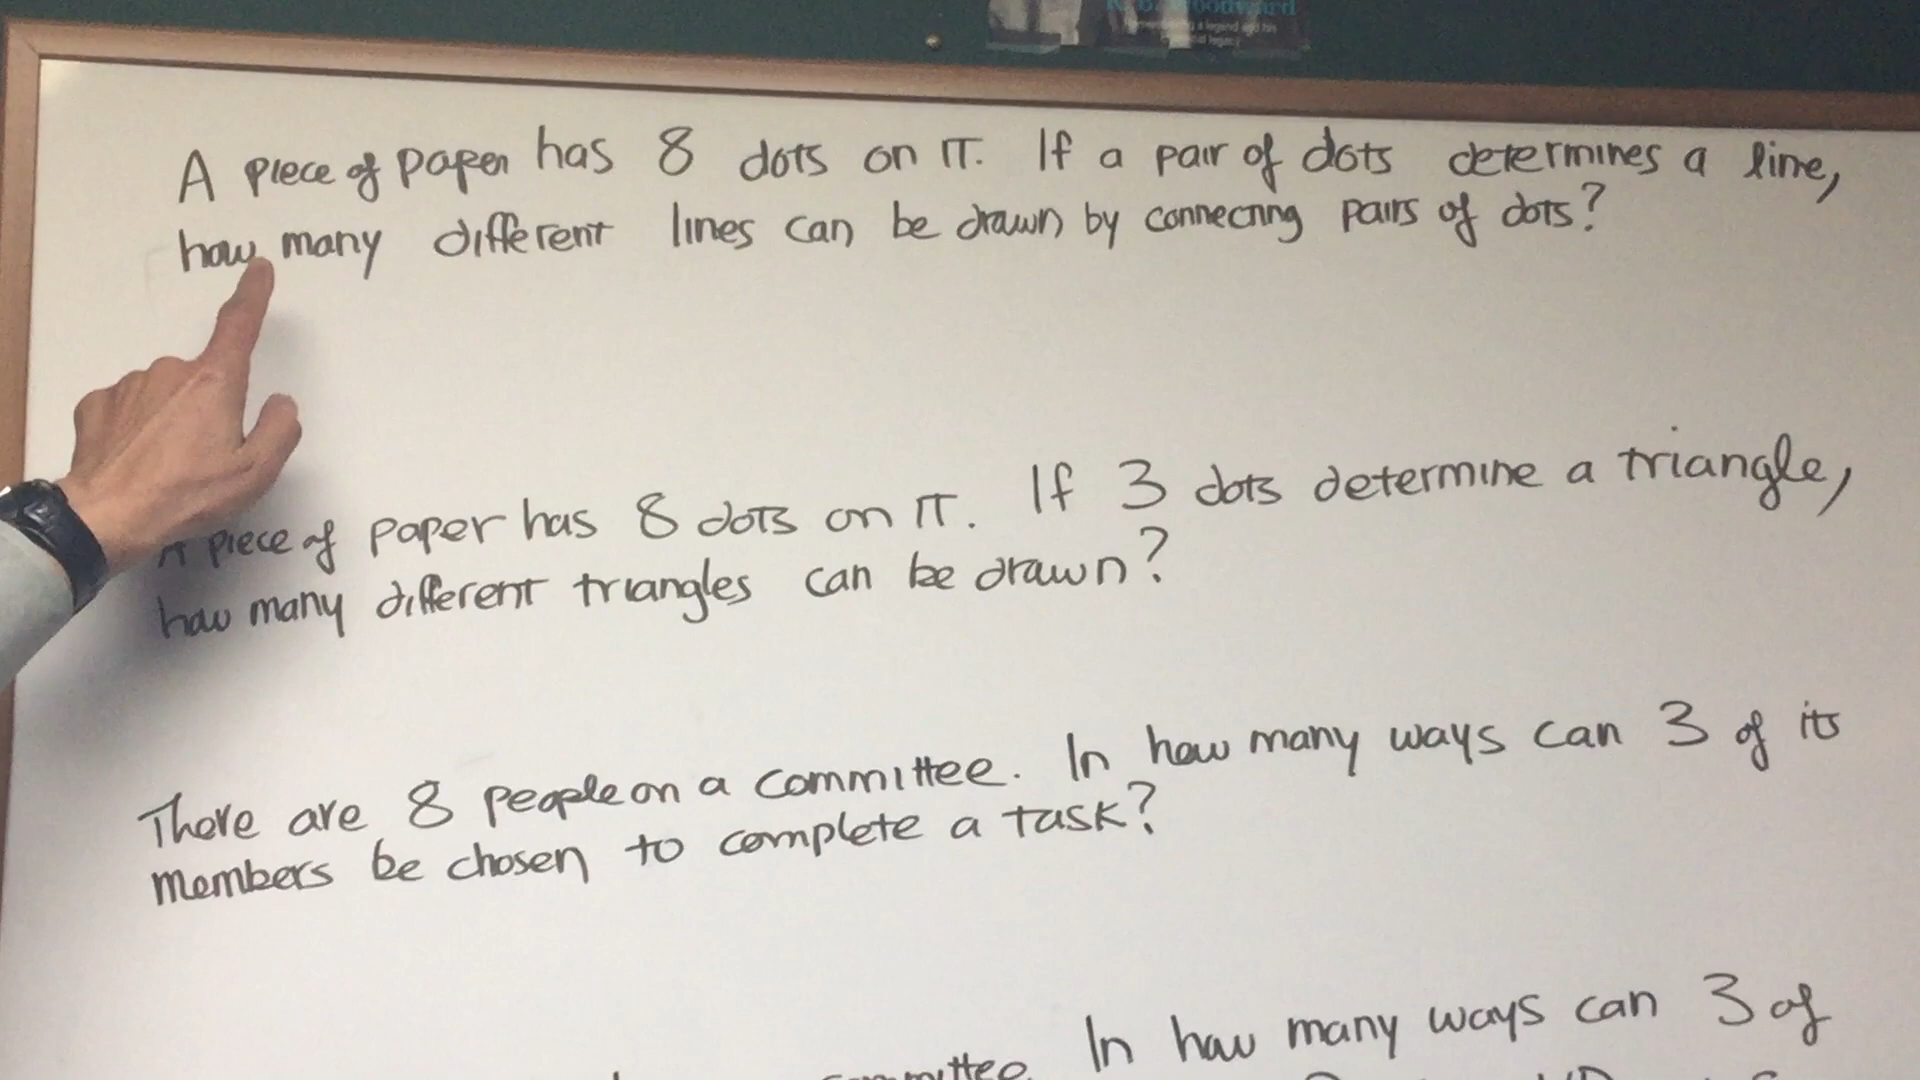 A piece of paper has 8 dots on it. If a pair of dots determines a line,
how many different lines can be drawn by connecting pairs of dots?
A piece of paper has 8 dots on it. If 3 dots determine a triangle,
how many different triangles can be drawn?
There are 8 people on a committee. In how many ways can 3 of its
members be chosen to complete a task?
In how many ways can 3 of